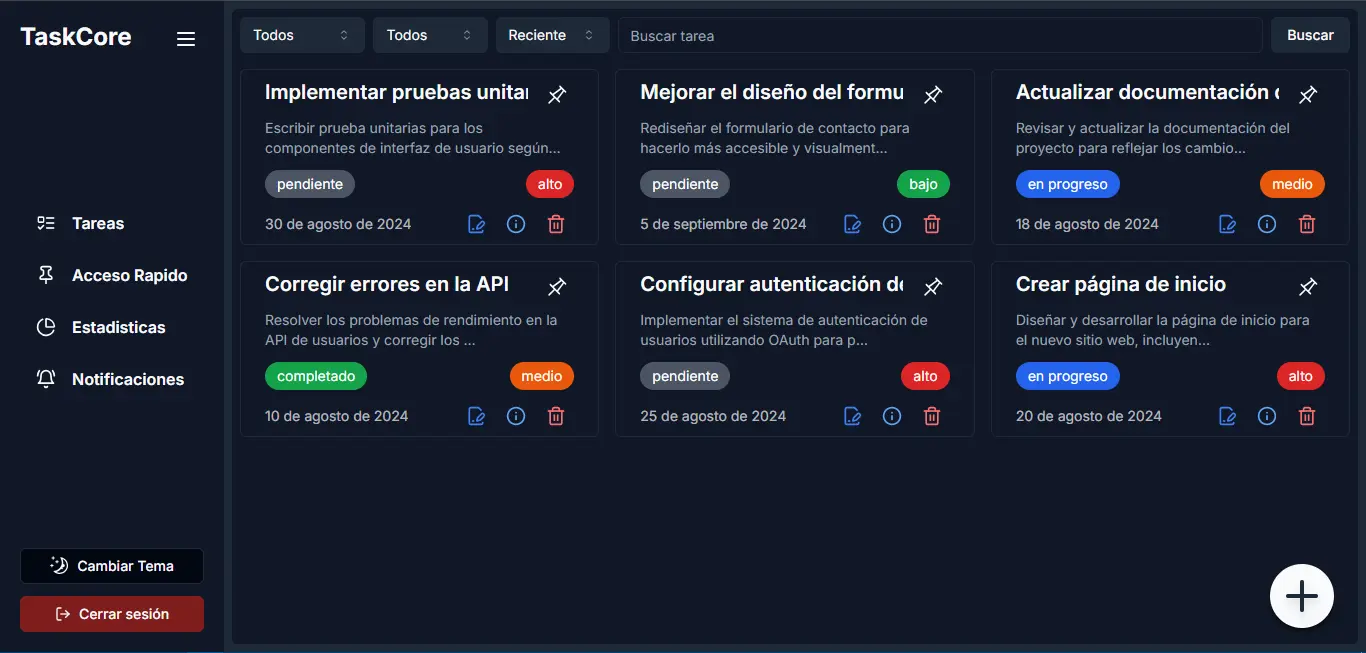 TaskCore
Todos
Todos
Reciente
Buscar tarea
Buscar
Tareas
Acceso Rapido
Estadisticas
Notificaciones
Cambiar Tema
Cerrar sesión
Implementar pruebas unitar
Escribir prueba unitarias para los
componentes de interfaz de usuario según...
pendiente
alto
30 de agosto de 2024
Mejorar el diseño del formu
Rediseñar el formulario de contacto para
hacerlo más accesible y visualment...
pendiente
bajo
5 de septiembre de 2024
Actualizar documentación
Revisar y actualizar la documentación del
proyecto para reflejar los cambio...
en progreso
medio
18 de agosto de 2024
Corregir errores en la API
Resolver los problemas de rendimiento en la
API de usuarios y corregir los ...
completado
medio
10 de agosto de 2024
Configurar autenticación de
Implementar el sistema de autenticación de
usuarios utilizando OAuth para p...
pendiente
alto
25 de agosto de 2024
Crear página de inicio
Diseñar y desarrollar la página de inicio para
el nuevo sitio web, incluyen...
en progreso
alto
20 de agosto de 2024